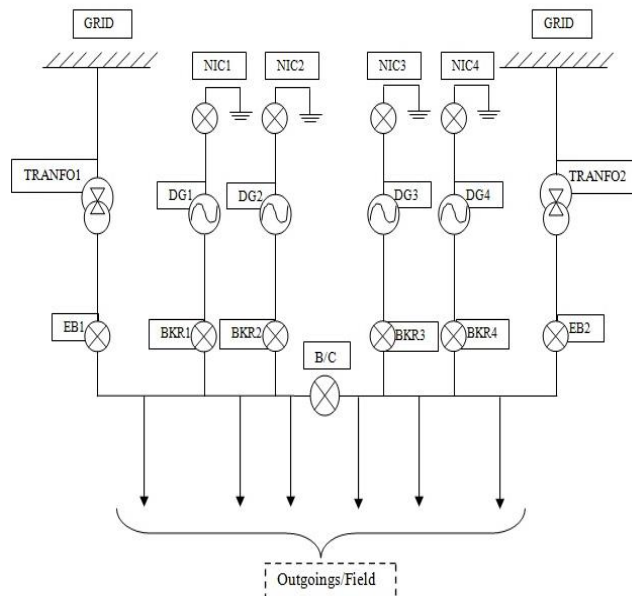 GRID
GRID
NIC1
NIC2
NIC3
NIC4
TRANFO1
DG1
DG2
DG3
DG4
TRANFO2
EB1
BKR1
BKR2
BKR3
BKR4
EB2
B/C
Outgoings/Field